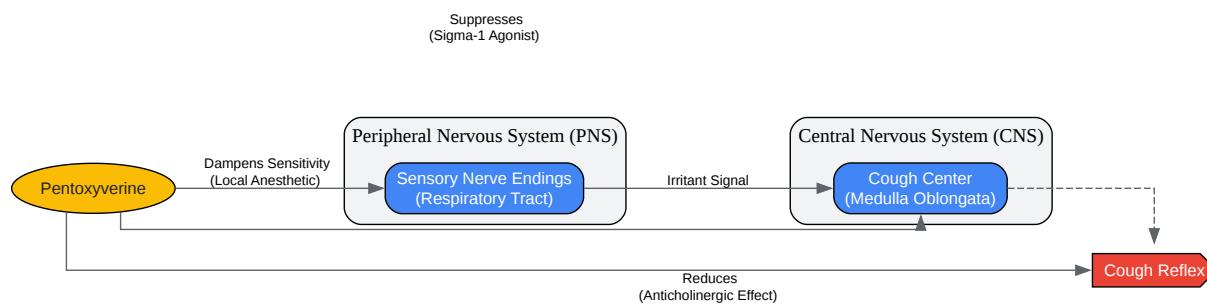 Suppresses
(Sigma-1 Agonist)
Peripheral Nervous System (PNS)
Central Nervous System (CNS)
Dampens Sensitivity
(Local Anesthetic)
Pentoxyverine
Sensory Nerve Endings
(Respiratory Tract)
Irritant Signal
Cough Center
(Medulla Oblongata)
Cough Reflex
Reduces
(Anticholinergic Effect)